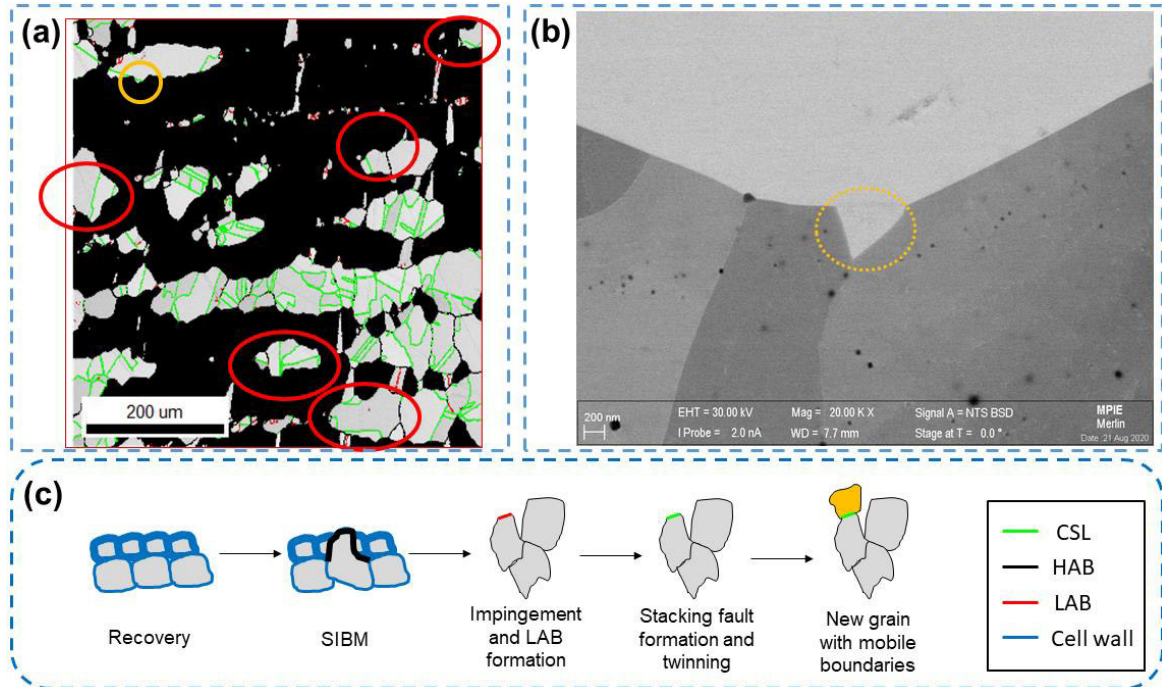 (a)
200 um
(b)
200 nm
EHT = 30.00 kV
Mag = 20.00 K X
Signal A = NTS BSD
MPIE
I Probe = 2.0 nA
WD = 7.7 mm
Stage at T = 0.0 °
Merlin
Date :21 Aug 2020
(c)
Recovery
SIBM
Impingement
and LAB
formation
Stacking fault
formation and
twinning
New grain
with mobile
boundaries
CSL
HAB
LAB
Cell wall